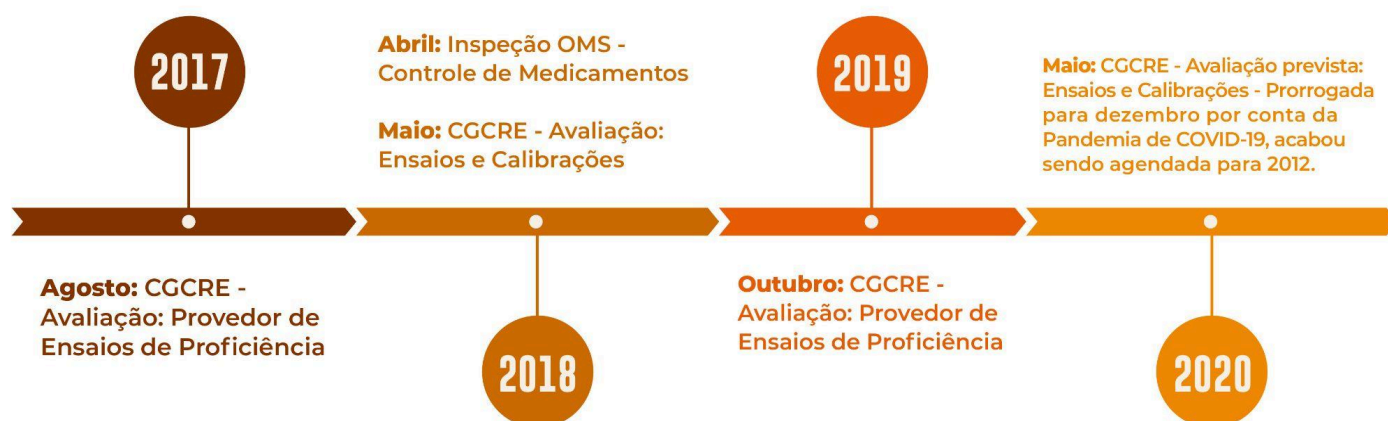 2017
Agosto: CGCRE -
Avaliação: Provedor de
Ensaios de Proficiência
Abril: Inspeção OMS -
Controle de Medicamentos
Maio: CGCRE - Avaliação:
Ensaios e Calibrações
2018
2019
Outubro: CGCRE -
Avaliação: Provedor de
Ensaios de Proficiência
Maio: CGCRE - Avaliação prevista:
Ensaios e Calibrações - Prorrogada
para dezembro por conta da
Pandemia de COVID-19, acabou
sendo agendada para 2012.
2020